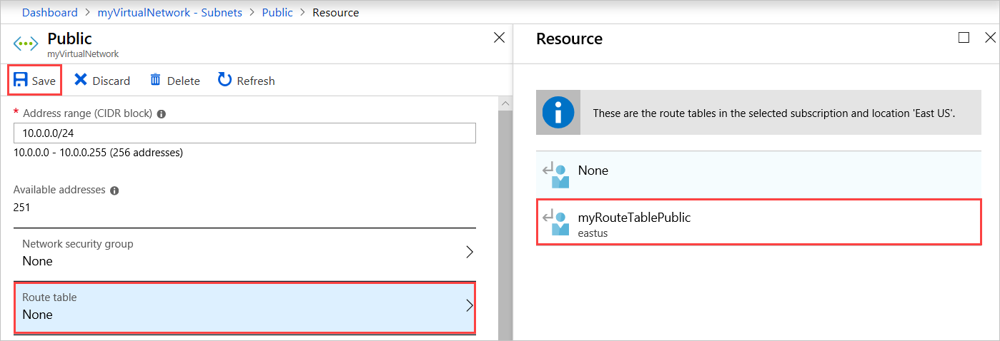 Dashboard > myVirtualNetwork - Subnets > Public > Resource
Public
myVirtualNetwork
Save Discard Delete Refresh
* Address range (CIDR block)
10.0.0.0/24
10.0.0.0 - 10.0.0.255 (256 addresses)
Available addresses
251
Network security group
None
Route table
None
Resource
These are the route tables in the selected subscription and location 'East US'.
None
myRouteTablePublic
eastus